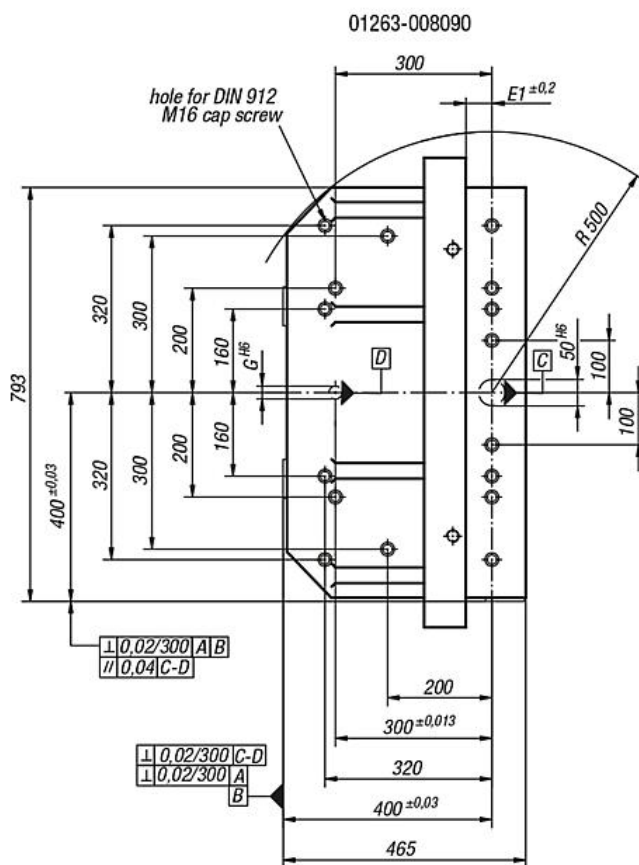 01263-008090
300
E1 ±0,2
hole for DIN 912
M16 cap screw
R 500
793
320
300
200
160
G H6
D
C
50 H6
100
100
400 ±0,03
320
300
200
160
⊥ 0,02/300 A B
// 0,04 C-D
200
300 ±0,013
⊥ 0,02/300 C-D
⊥ 0,02/300 A
B
320
400 ±0,03
465